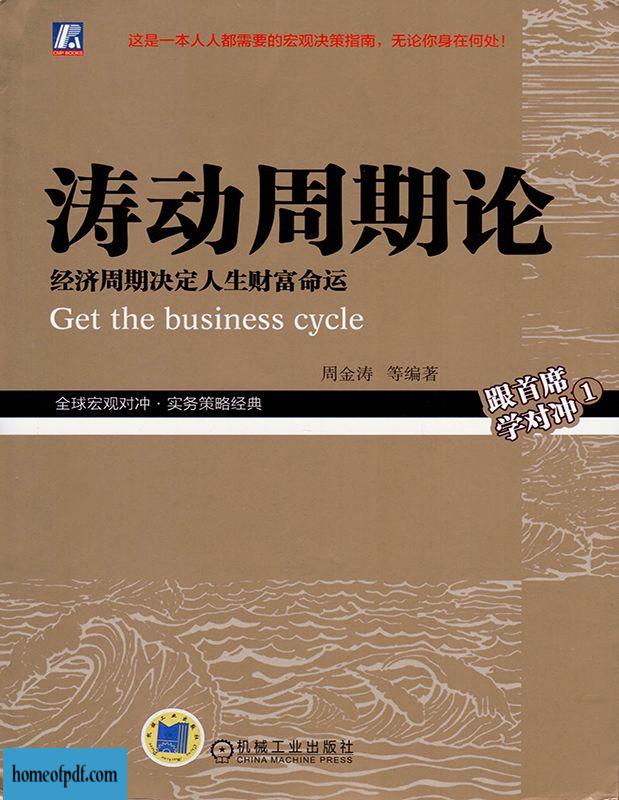 CMP BOOKS
这是一本人人都需要的宏观决策指南，无论你身在何处！
涛动周期论
经济周期决定人生财富命运
Get the business cycle
周金涛 等编著
全球宏观对冲·实务策略经典
跟首席
学对冲
1
机械工业出版社
CHINA MACHINE PRESS
homeofpdf.com